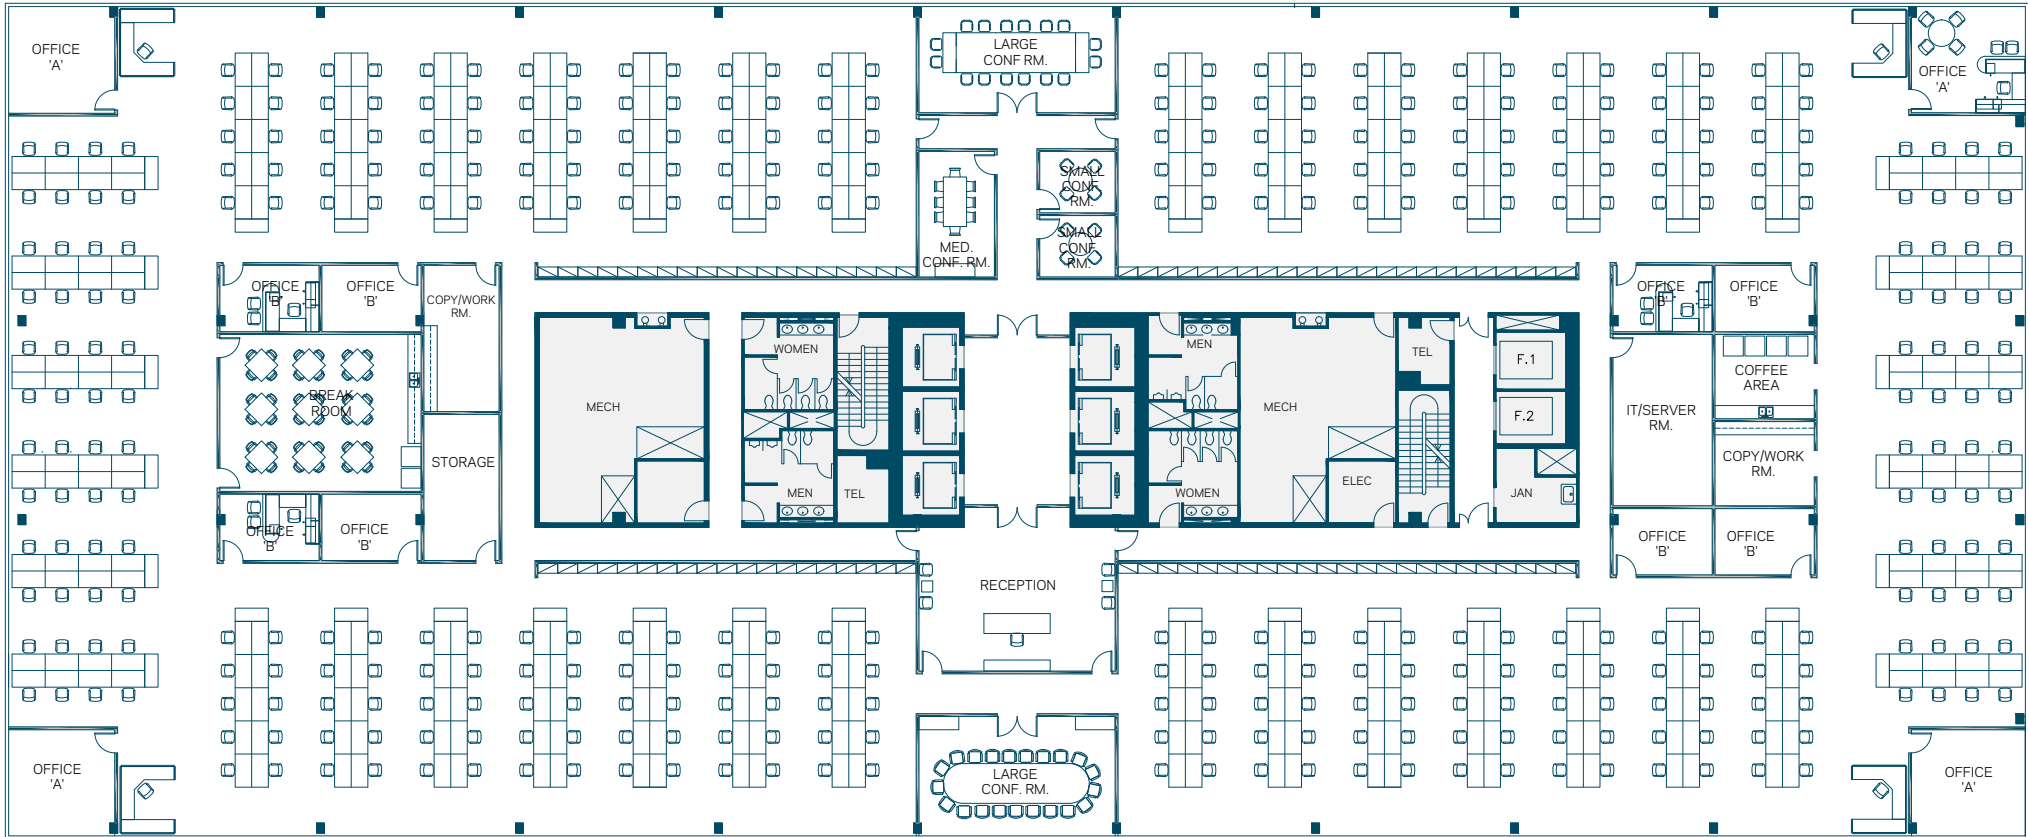 OFFICE
'A'
LARGE
CONF RM.
OFFICE
'A'
SMALL
CONF.
RM.
MED.
CONF. RM.
SMALL
CONF.
RM.
OFFICE
'B'
OFFICE
'B'
COPY/WORK
RM.
OFFICE
'B'
OFFICE
'B'
WOMEN
MEN
TEL
F.1
COFFEE
AREA
BREAK
ROOM
MECH
MECH
F.2
IT/SERVER
RM.
STORAGE
COPY/WORK
RM.
MEN
TEL
WOMEN
ELEC
JAN
OFFICE
'B'
OFFICE
'B'
OFFICE
'B'
OFFICE
'B'
RECEPTION
OFFICE
'A'
LARGE
CONF. RM.
OFFICE
'A'